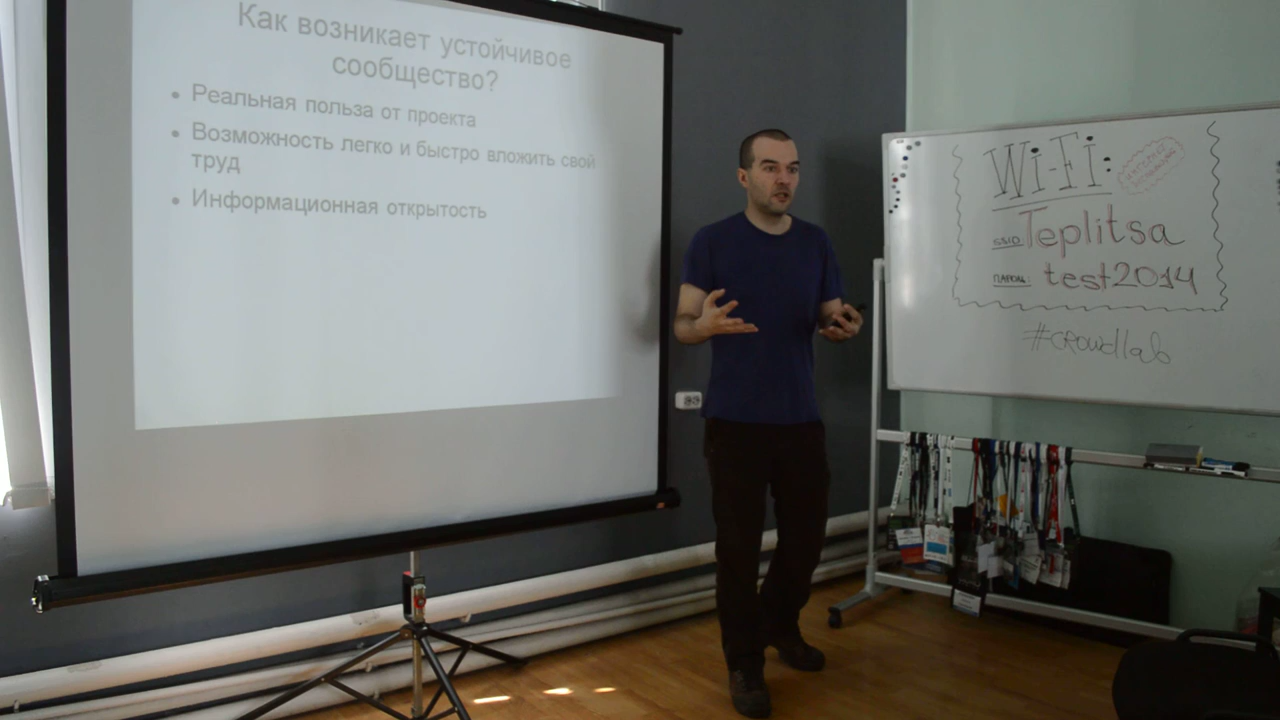 Как возникает устойчивое
сообщество?
• Реальная польза от проекта
• Возможность легко и быстро вложить свой
труд
• Информационная открытость
Wi-Fi:
SSID Teplitsa
ПАРОЛЬ: test2014
#CROWDlab